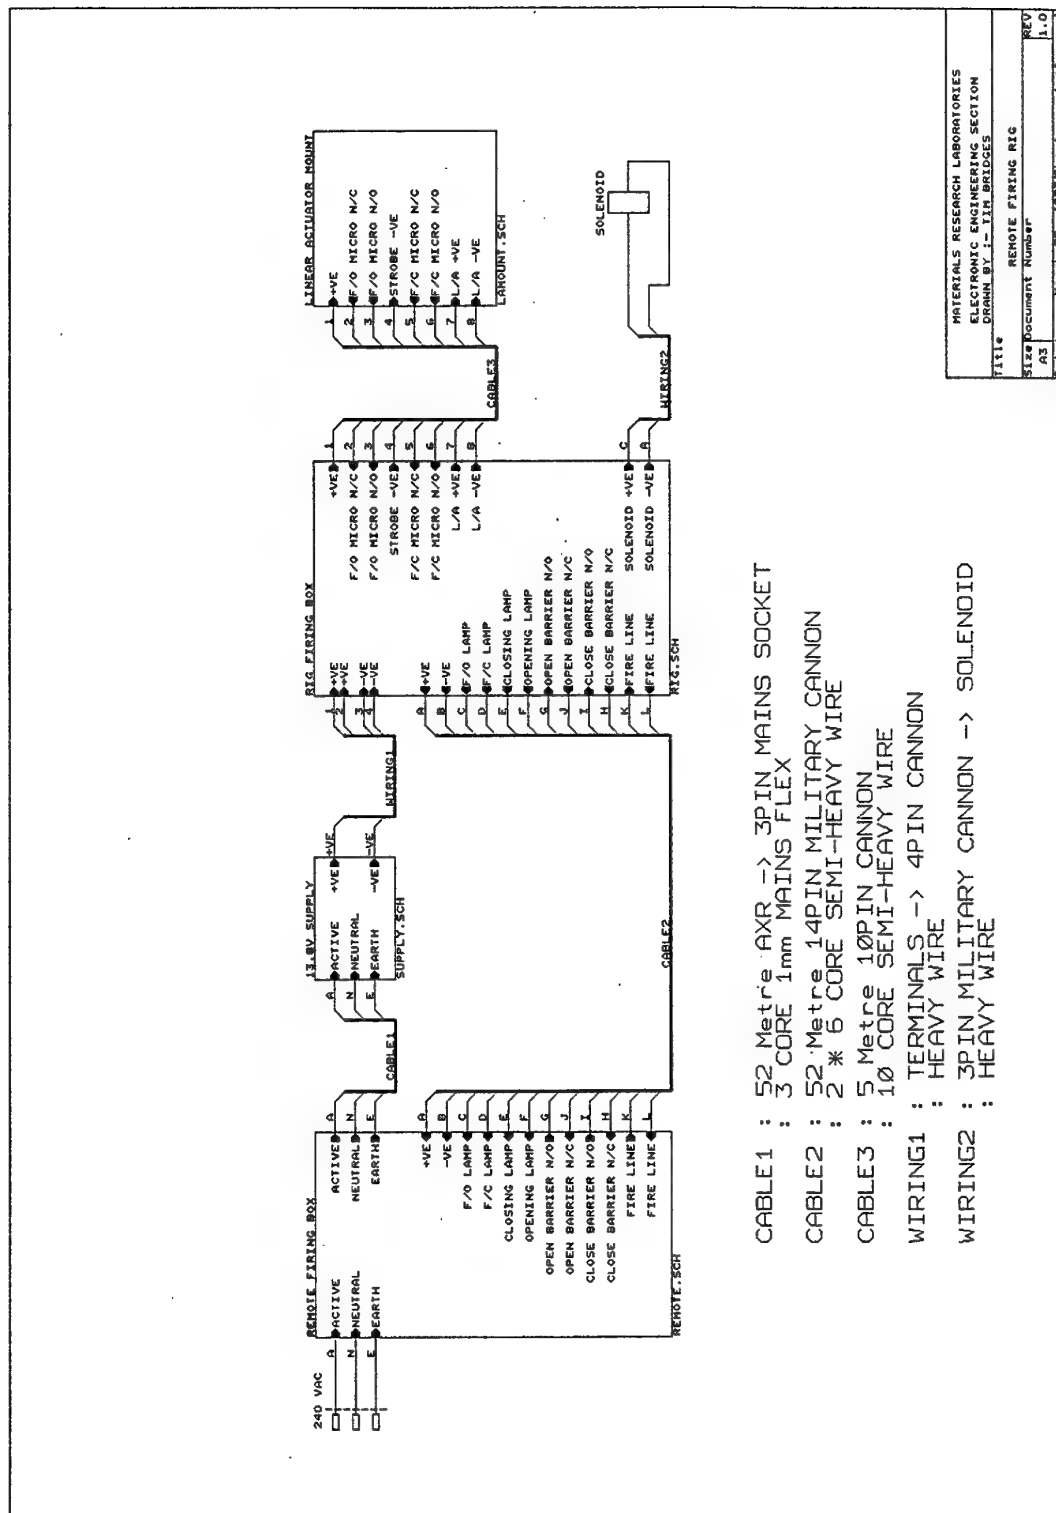 240 VAC
A
N
E
REMOTE FIRING BOX
ACTIVE
NEUTRAL
EARTH
ACTIVE
NEUTRAL
EARTH
A
N
E
+VE
-VE
F/O LAMP
F/C LAMP
CLOSING LAMP
OPENING LAMP
OPEN BARRIER N/O
OPEN BARRIER N/C
CLOSE BARRIER N/O
CLOSE BARRIER N/C
FIRE LINE
FIRE LINE
A
B
C
D
E
F
G
J
I
H
K
L
REMOTE.SCH
CABLE1
13.8V SUPPLY
A
N
E
ACTIVE
NEUTRAL
EARTH
+VE
-VE
+VE
-VE
SUPPLY.SCH
WIRING1
CABLE2
RIG FIRING BOX
1
2
3
4
+VE
+VE
-VE
-VE
A
B
C
D
E
F
G
J
I
H
K
L
+VE
-VE
F/O LAMP
F/C LAMP
CLOSING LAMP
OPENING LAMP
OPEN BARRIER N/O
OPEN BARRIER N/C
CLOSE BARRIER N/O
CLOSE BARRIER N/C
FIRE LINE
FIRE LINE
+VE
F/O MICRO N/C
F/O MICRO N/O
STROBE -VE
F/C MICRO N/C
F/C MICRO N/O
L/A +VE
L/A -VE
1
2
3
4
5
6
7
8
SOLENOID +VE
SOLENOID -VE
C
A
RIG.SCH
CABLE3
WIRING2
LINEAR ACTUATOR MOUNT
1
2
3
4
5
6
7
8
+VE
F/O MICRO N/C
F/O MICRO N/O
STROBE -VE
F/C MICRO N/C
F/C MICRO N/O
L/A +VE
L/A -VE
LAMOUNT.SCH
SOLENOID
CABLE1 : 52 Metre AXR -> 3PIN MAINS SOCKET
: 3 CORE 1mm MAINS FLEX
CABLE2 : 52 Metre 14PIN MILITARY CANNON
: 2 * 6 CORE SEMI-HEAVY WIRE
CABLE3 : 5 Metre 10PIN CANNON
: 10 CORE SEMI-HEAVY WIRE
WIRING1 : TERMINALS -> 4PIN CANNON
: HEAVY WIRE
WIRING2 : 3PIN MILITARY CANNON -> SOLENOID
: HEAVY WIRE
MATERIALS RESEARCH LABORATORIES
ELECTRONIC ENGINEERING SECTION
DRAWN BY :- TIM BRIDGES
Title
REMOTE FIRING RIG
Size Document Number
REV
A3
1.0